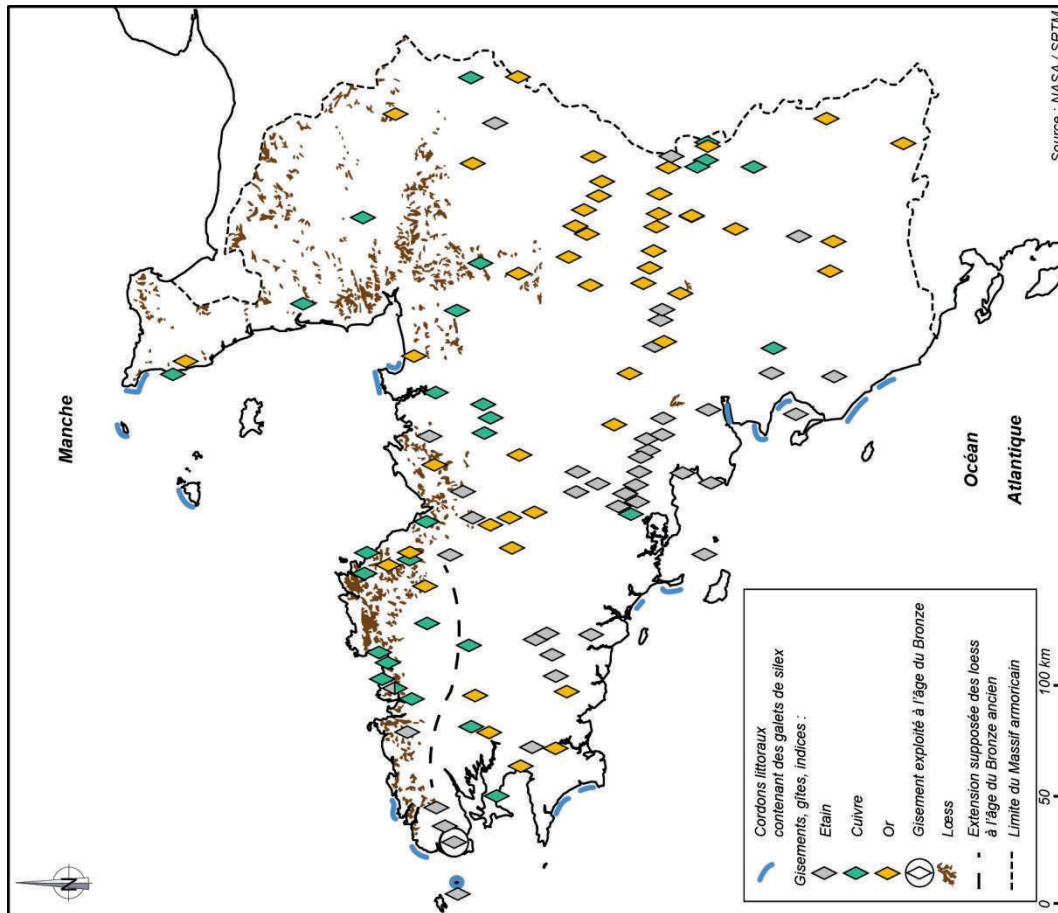 Manche
N
Océan
Atlantique
Source : NASA / SRTM
Cordons littoraux
contenant des galets de silex
Gisements, gîtes, indices :
Etain
Cuivre
Or
Gisement exploité à l'âge du Bronze
Lœss
Extension supposée des loess
à l'âge du Bronze ancien
Limite du Massif armoricain
0
50
100 km